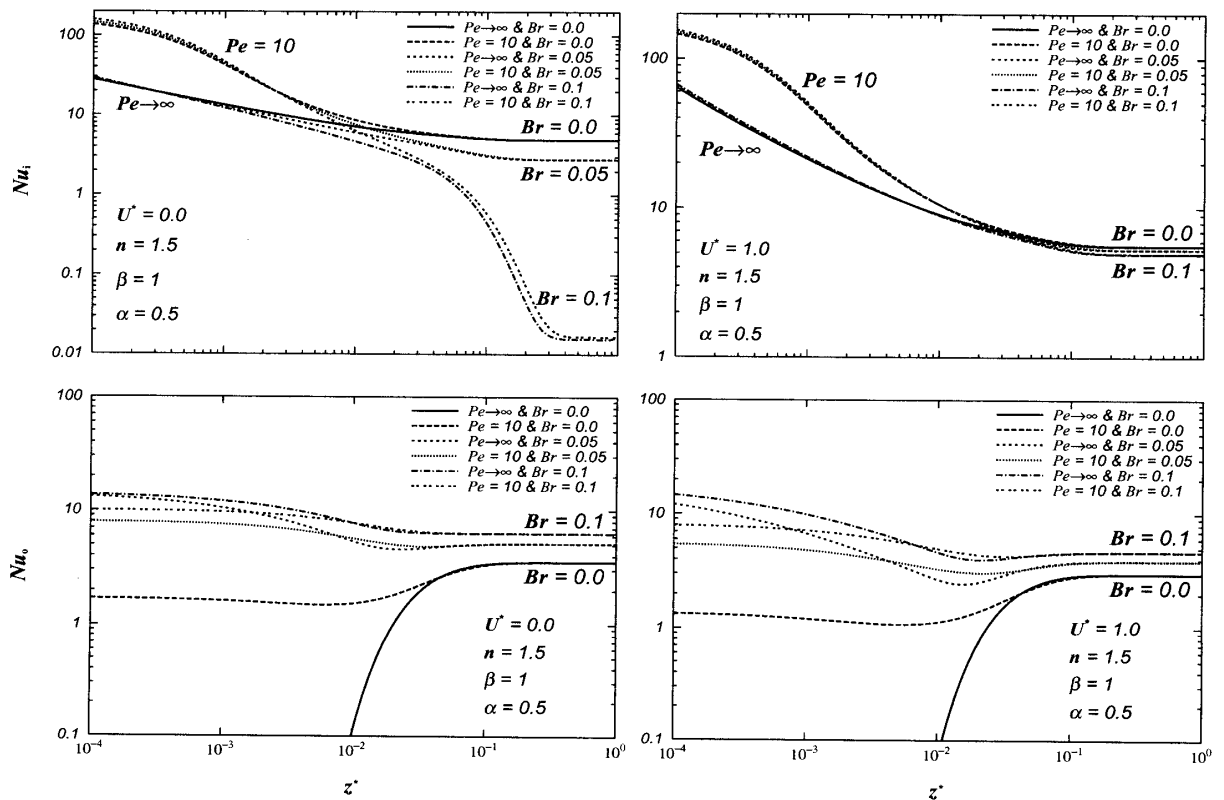 100
10
1
0.1
0.01
Nu_i
Pe = 10
Pe→∞
Pe→∞ & Br = 0.0
Pe = 10 & Br = 0.0
Pe→∞ & Br = 0.05
Pe = 10 & Br = 0.05
Pe→∞ & Br = 0.1
Pe = 10 & Br = 0.1
Br = 0.0
Br = 0.05
Br = 0.1
U* = 0.0
n = 1.5
β = 1
α = 0.5
100
10
1
Pe = 10
Pe→∞
Pe→∞ & Br = 0.0
Pe = 10 & Br = 0.0
Pe→∞ & Br = 0.05
Pe = 10 & Br = 0.05
Pe→∞ & Br = 0.1
Pe = 10 & Br = 0.1
Br = 0.0
Br = 0.1
U* = 1.0
n = 1.5
β = 1
α = 0.5
100
10
1
0.1
Nu_o
Pe→∞ & Br = 0.0
Pe = 10 & Br = 0.0
Pe→∞ & Br = 0.05
Pe = 10 & Br = 0.05
Pe→∞ & Br = 0.1
Pe = 10 & Br = 0.1
Br = 0.1
Br = 0.0
U* = 0.0
n = 1.5
β = 1
α = 0.5
10⁻⁴ 10⁻³ 10⁻² 10⁻¹ 10⁰
z*
100
10
1
0.1
Pe→∞ & Br = 0.0
Pe = 10 & Br = 0.0
Pe→∞ & Br = 0.05
Pe = 10 & Br = 0.05
Pe→∞ & Br = 0.1
Pe = 10 & Br = 0.1
Br = 0.1
Br = 0.0
U* = 1.0
n = 1.5
β = 1
α = 0.5
10⁻⁴ 10⁻³ 10⁻² 10⁻¹ 10⁰
z*